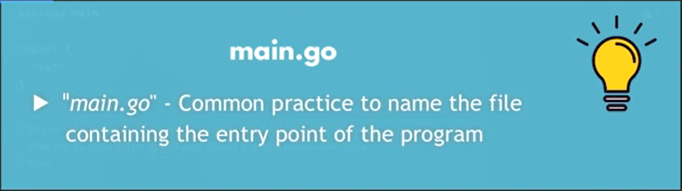 main.go
"main.go" - Common practice to name the file
containing the entry point of the program